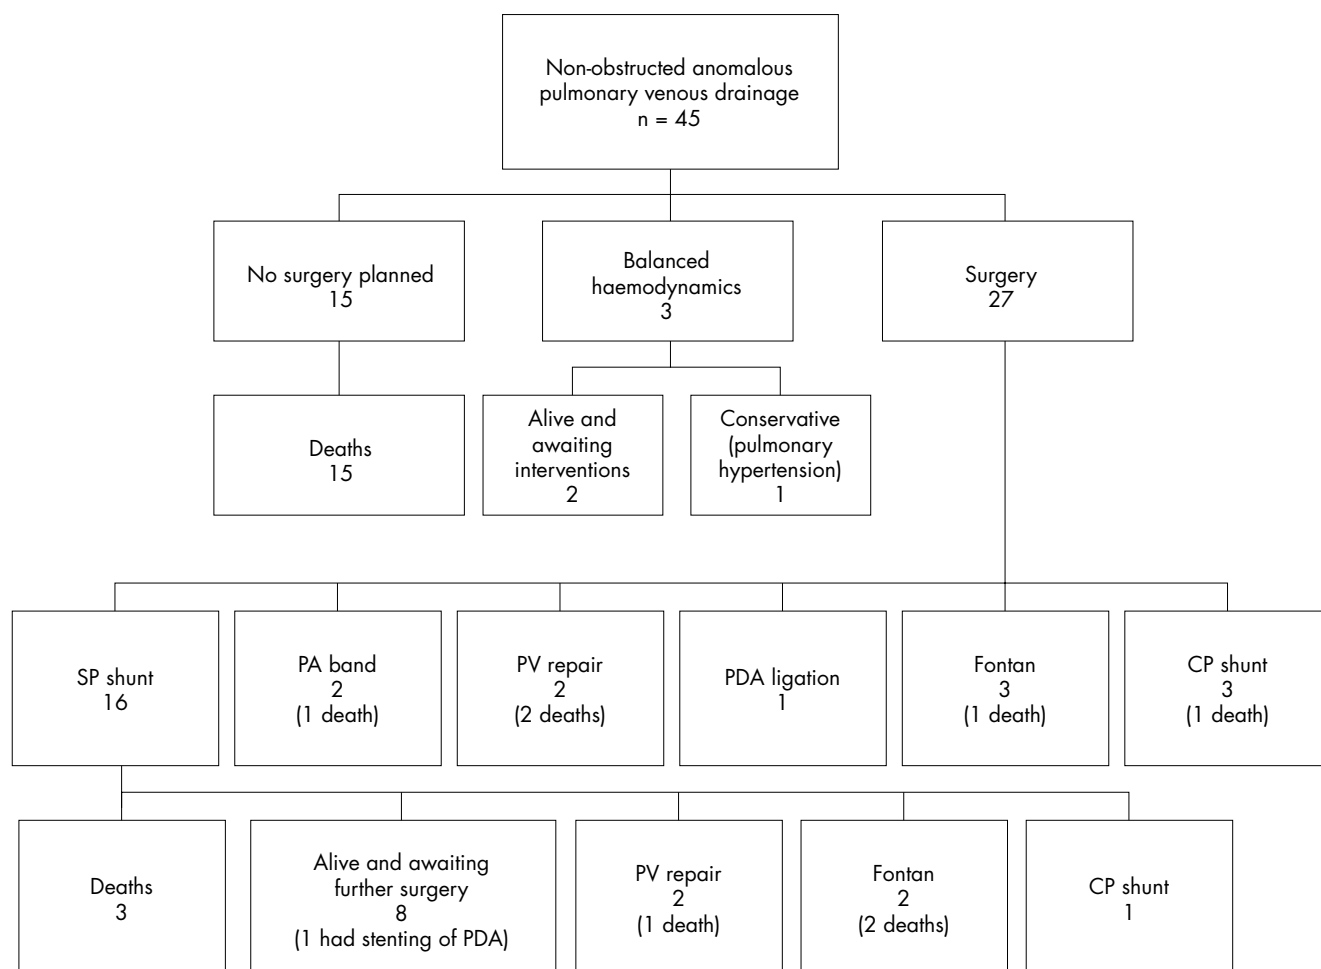 Non-obstructed anomalous
pulmonary venous drainage
n = 45
No surgery planned
15
Balanced
haemodynamics
3
Surgery
27
Deaths
15
Alive and
awaiting
interventions
2
Conservative
(pulmonary
hypertension)
1
SP shunt
16
PA band
2
(1 death)
PV repair
2
(2 deaths)
PDA ligation
1
Fontan
3
(1 death)
CP shunt
3
(1 death)
Deaths
3
Alive and awaiting
further surgery
8
(1 had stenting of PDA)
PV repair
2
(1 death)
Fontan
2
(2 deaths)
CP shunt
1